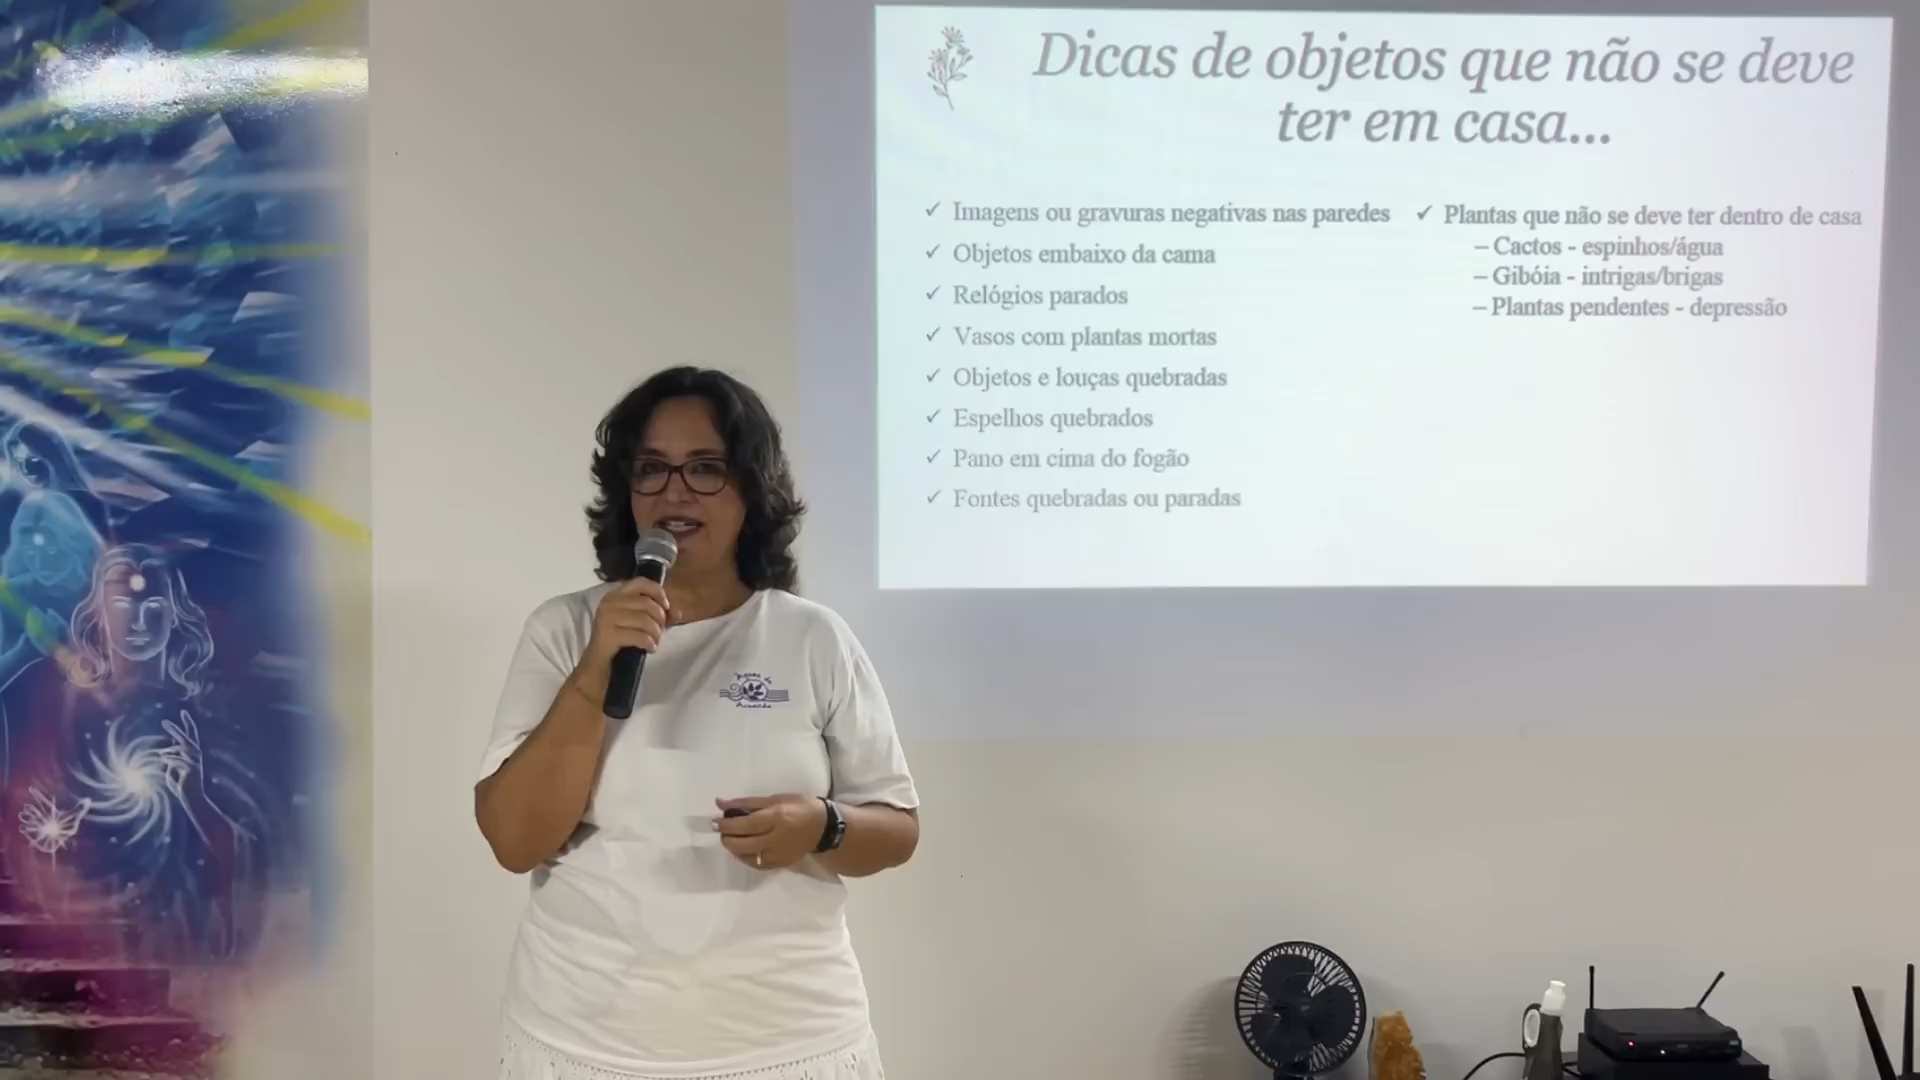 Dicas de objetos que não se deve
ter em casa...
✓ Imagens ou gravuras negativas nas paredes
✓ Objetos embaixo da cama
✓ Relógios parados
✓ Vasos com plantas mortas
✓ Objetos e louças quebradas
✓ Espelhos quebrados
✓ Pano em cima do fogão
✓ Fontes quebradas ou paradas
✓ Plantas que não se deve ter dentro de casa
– Cactos - espinhos/água
– Gibóia - intrigas/brigas
– Plantas pendentes - depressão